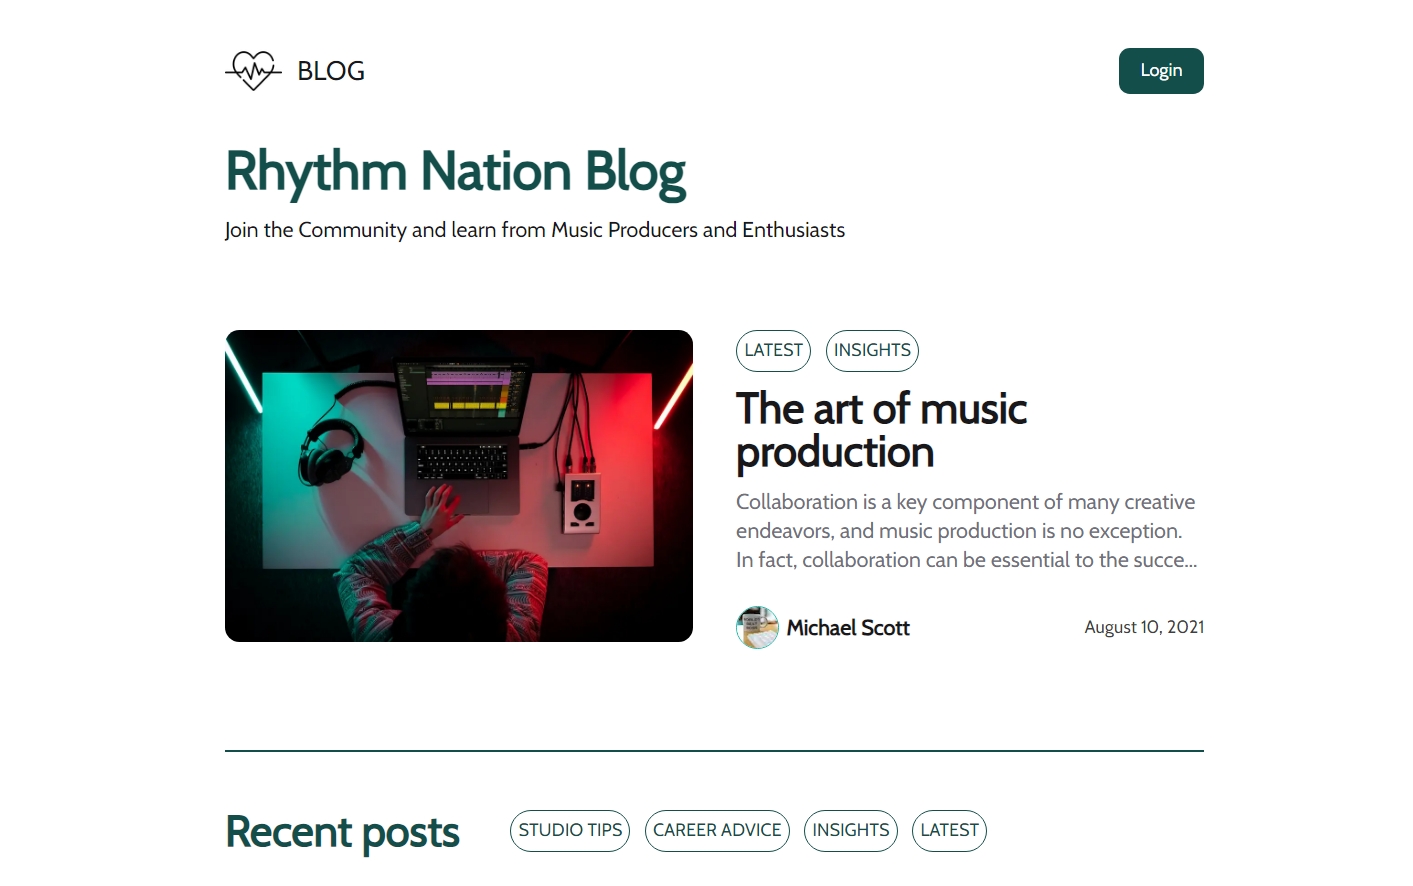 BLOG
Login
Rhythm Nation Blog
Join the Community and learn from Music Producers and Enthusiasts
LATEST
INSIGHTS
The art of music
production
Collaboration is a key component of many creative
endeavors, and music production is no exception.
In fact, collaboration can be essential to the succe...
Michael Scott
August 10, 2021
Recent posts
STUDIO TIPS
CAREER ADVICE
INSIGHTS
LATEST